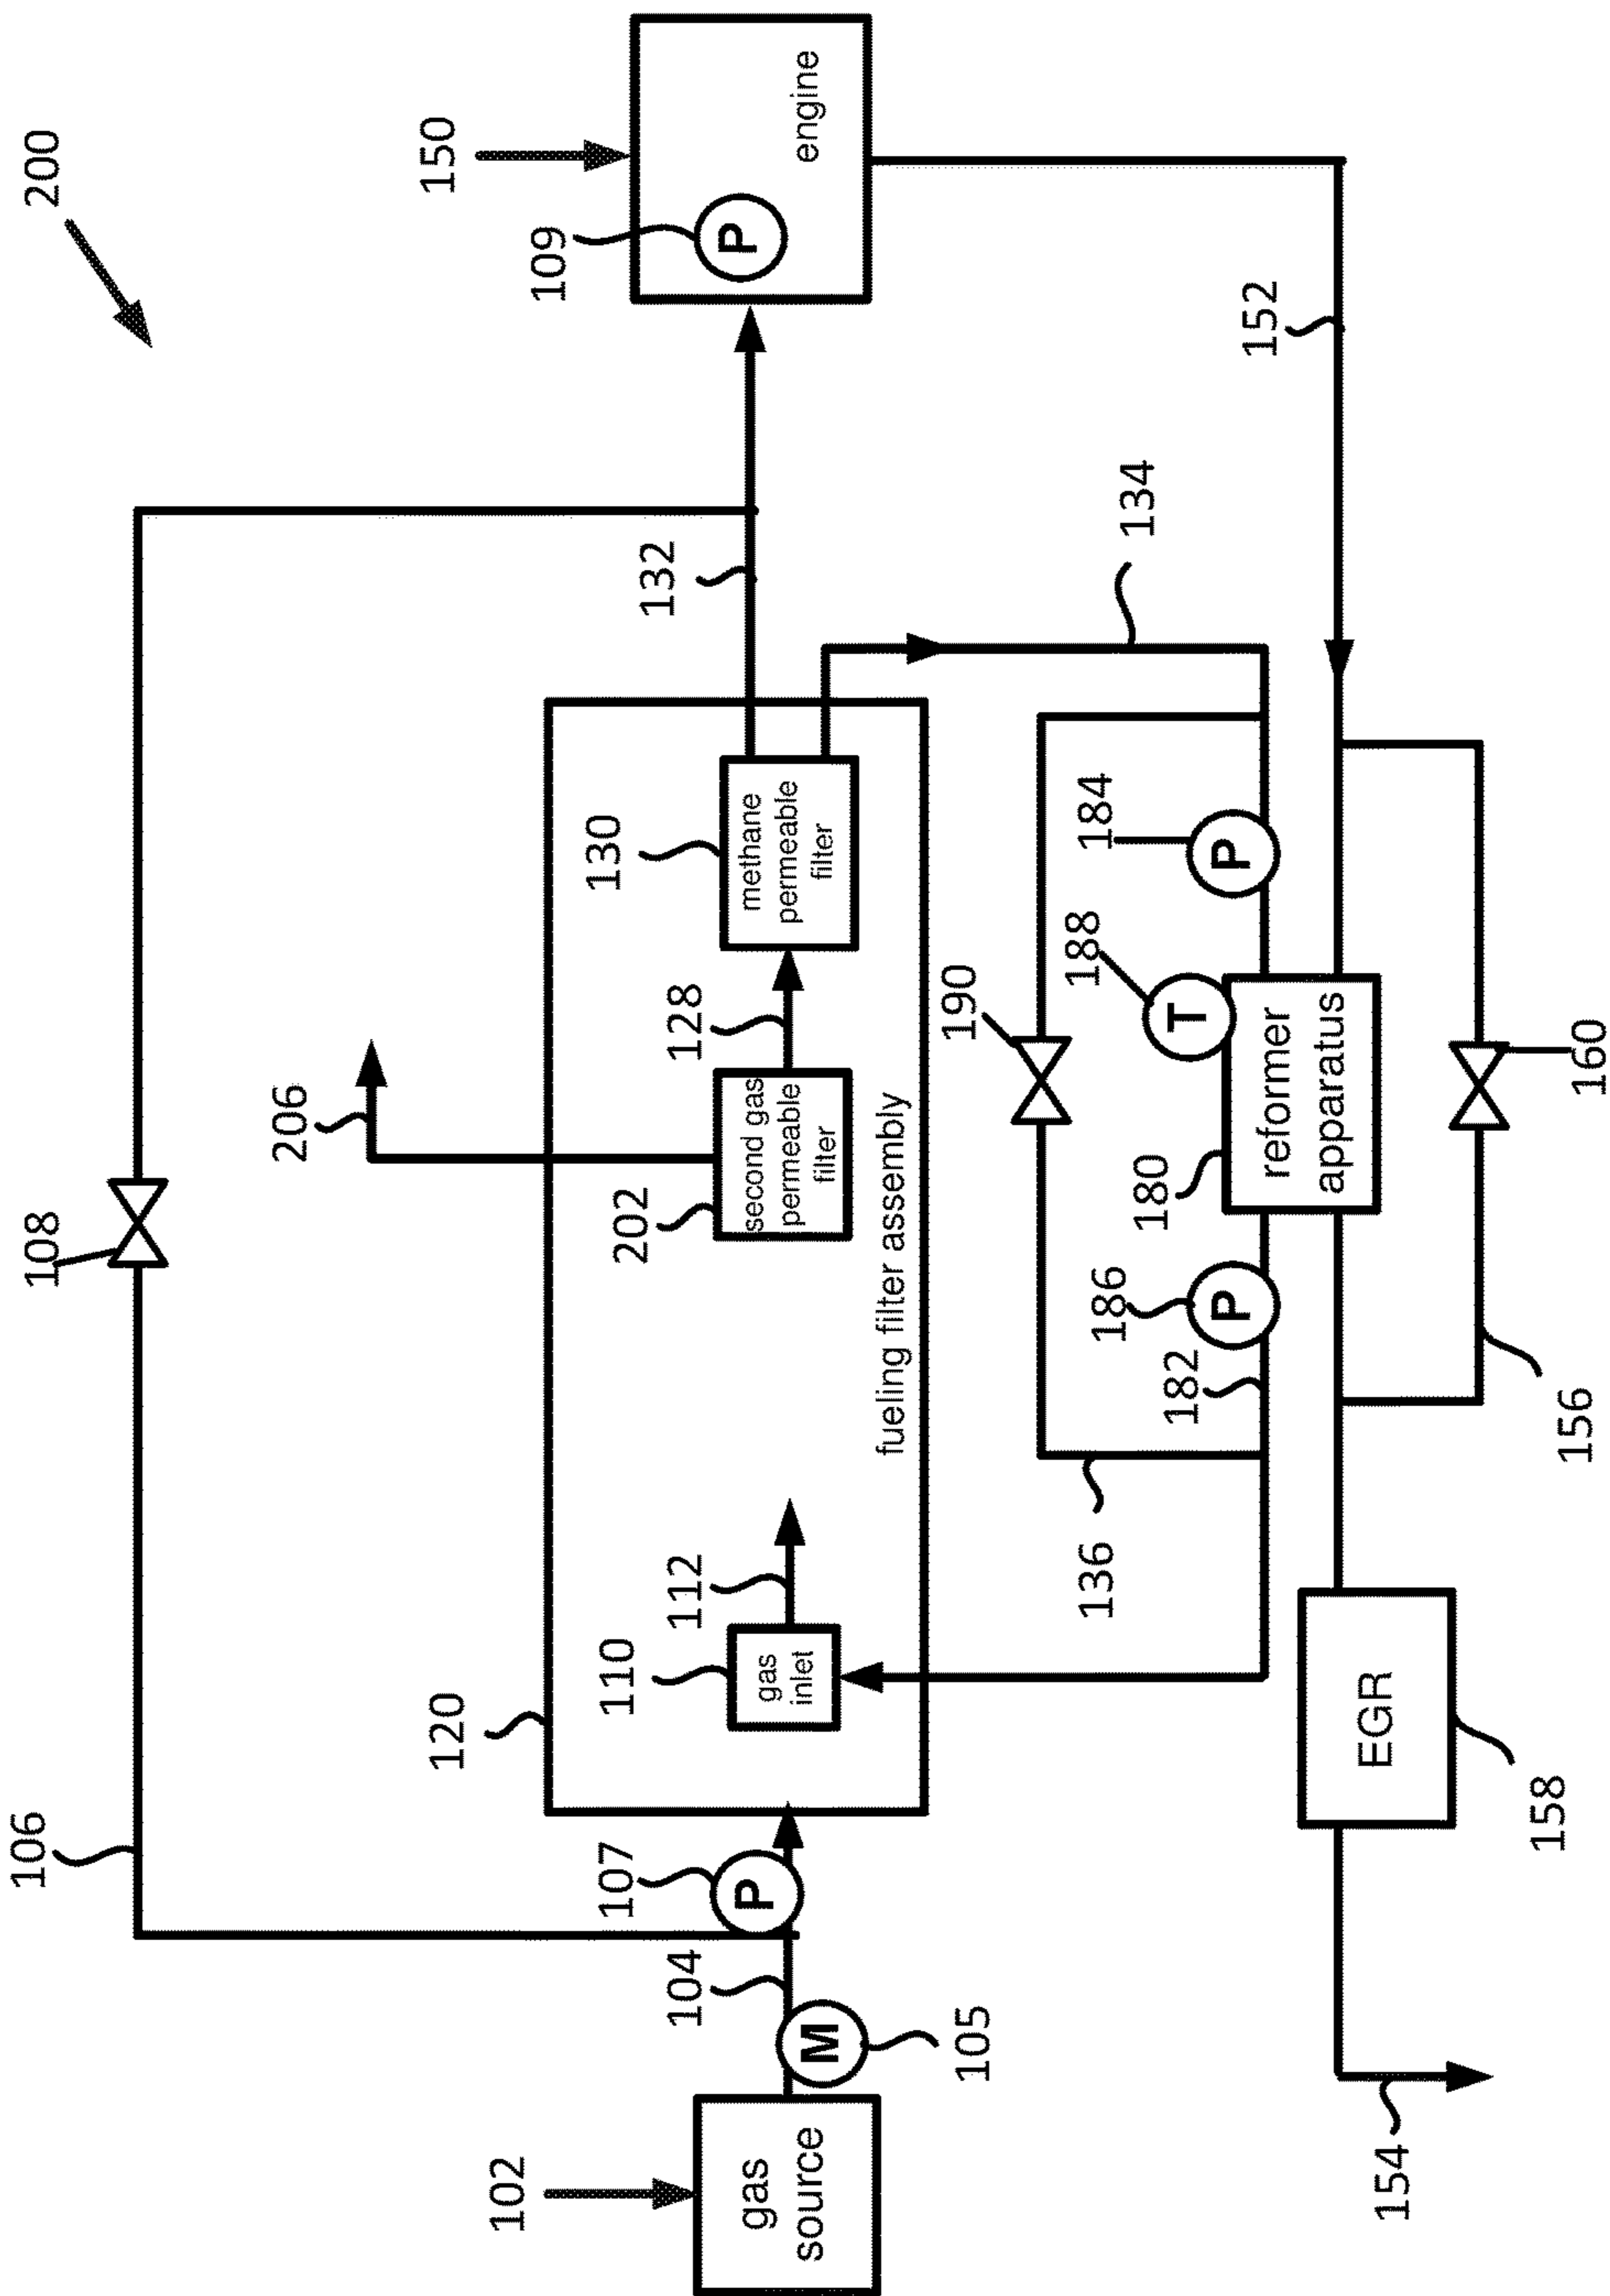 200
106
108
102
gas
source
104
M
105
P
107
120
110
gas
inlet
112
206
202
second gas
permeable
filter
128
130
methane
permeable
filter
fueling filter assembly
132
109
P
150
engine
134
136
190
182
186
P
180
188
T
184
P
reformer
apparatus
152
154
158
EGR
156
160